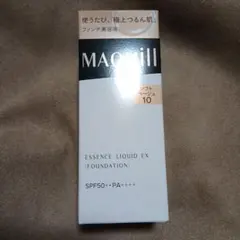 使うたび、極上つるん肌。
ファンデ美容液
MAQuill
10
ESSENCE LIQUID EX
(FOUNDATION)
SPF50+・PA++++